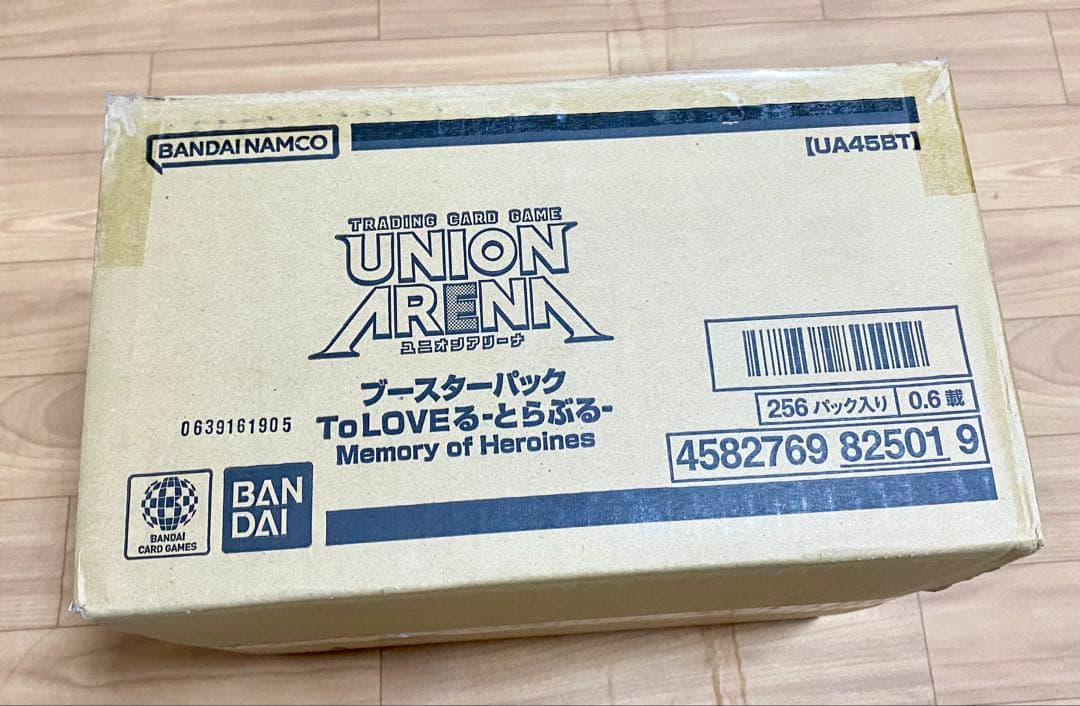 BANDAI NAMCO
【UA45BT】
TRADING CARD GAME
UNION
ARENA
ユニオンアリーナ
ブースターパック
To LOVEる-とらぶる-
Memory of Heroines
0639161905
256 パック入り
0.6 載
4582769 82501 9
BANDAI
CARD GAMES
BAN
DAI